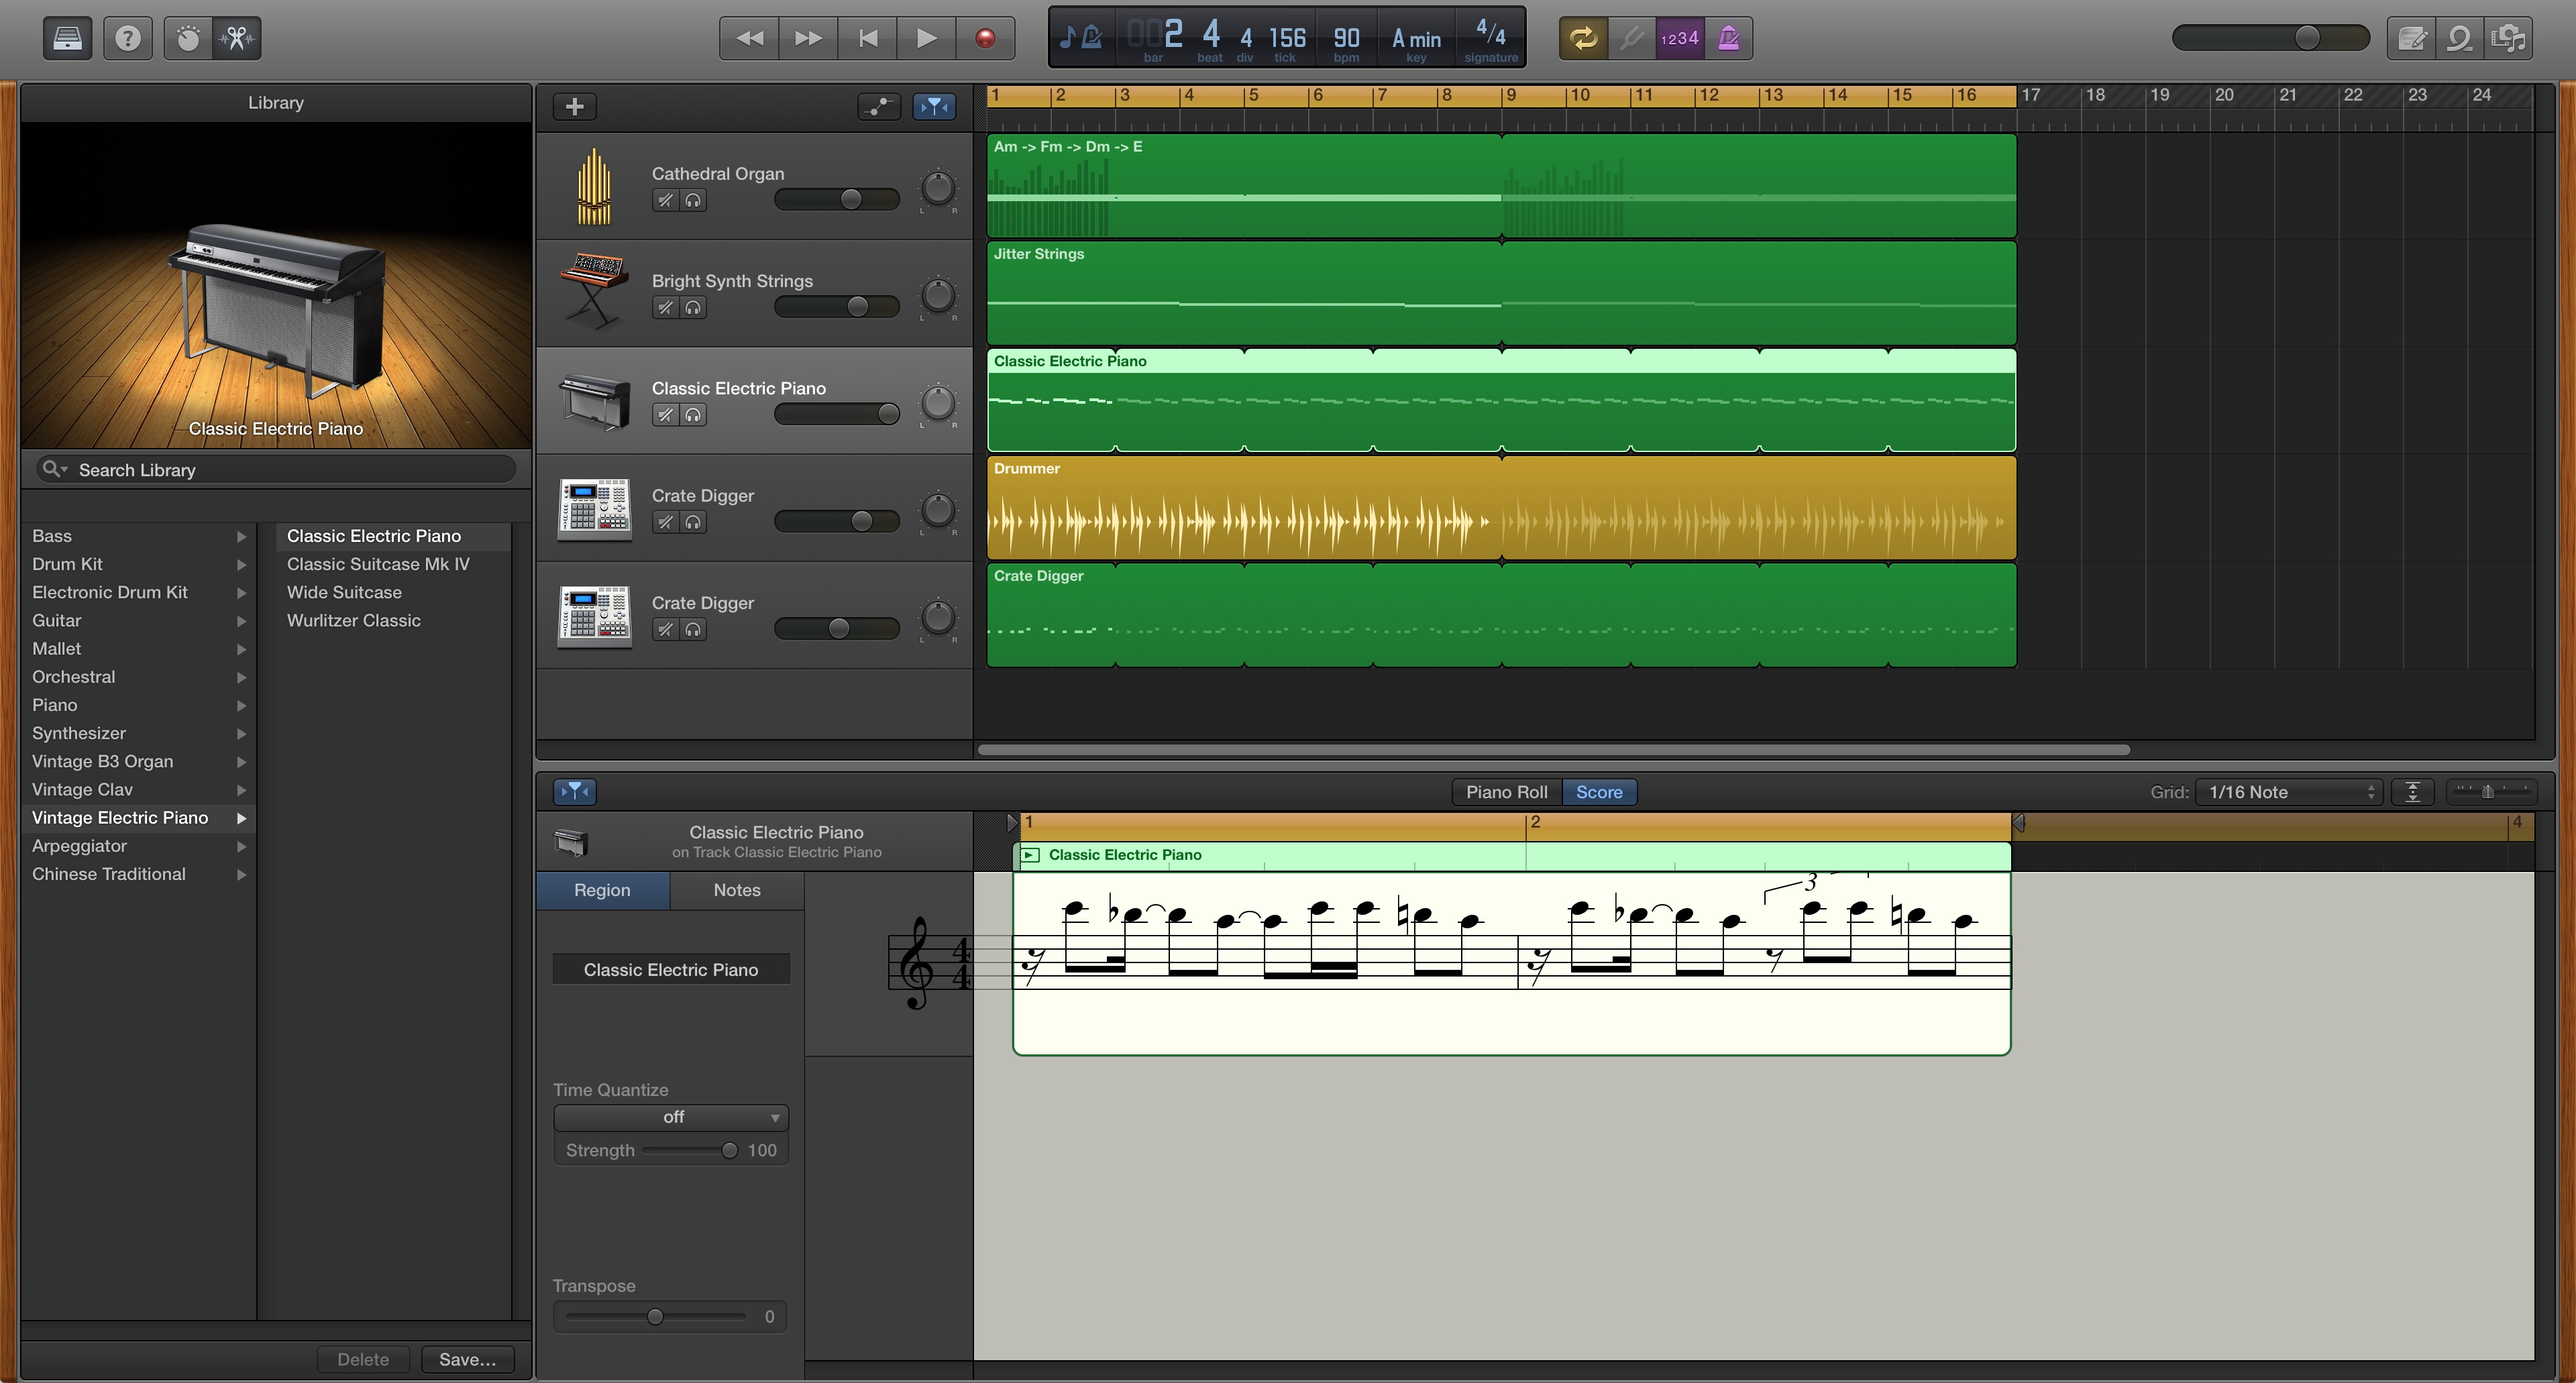 002 4 4 156 90 A min 4/4
bar beat div tick bpm key signature
1234
Library
Classic Electric Piano
Search Library
Bass
Drum Kit
Electronic Drum Kit
Guitar
Mallet
Orchestral
Piano
Synthesizer
Vintage B3 Organ
Vintage Clav
Vintage Electric Piano
Arpeggiator
Chinese Traditional
Classic Electric Piano
Classic Suitcase Mk IV
Wide Suitcase
Wurlitzer Classic
Delete Save...
1 2 3 4 5 6 7 8 9 10 11 12 13 14 15 16 17 18 19 20 21 22 23 24
Cathedral Organ
L R
Am -> Fm -> Dm -> E
Bright Synth Strings
L R
Jitter Strings
Classic Electric Piano
L R
Classic Electric Piano
Crate Digger
L R
Drummer
Crate Digger
L R
Crate Digger
Piano Roll Score
Grid: 1/16 Note
Classic Electric Piano
on Track Classic Electric Piano
1 2 4
Classic Electric Piano
Region Notes
Classic Electric Piano
Time Quantize
off
Strength 100
Transpose
0
4
4
3